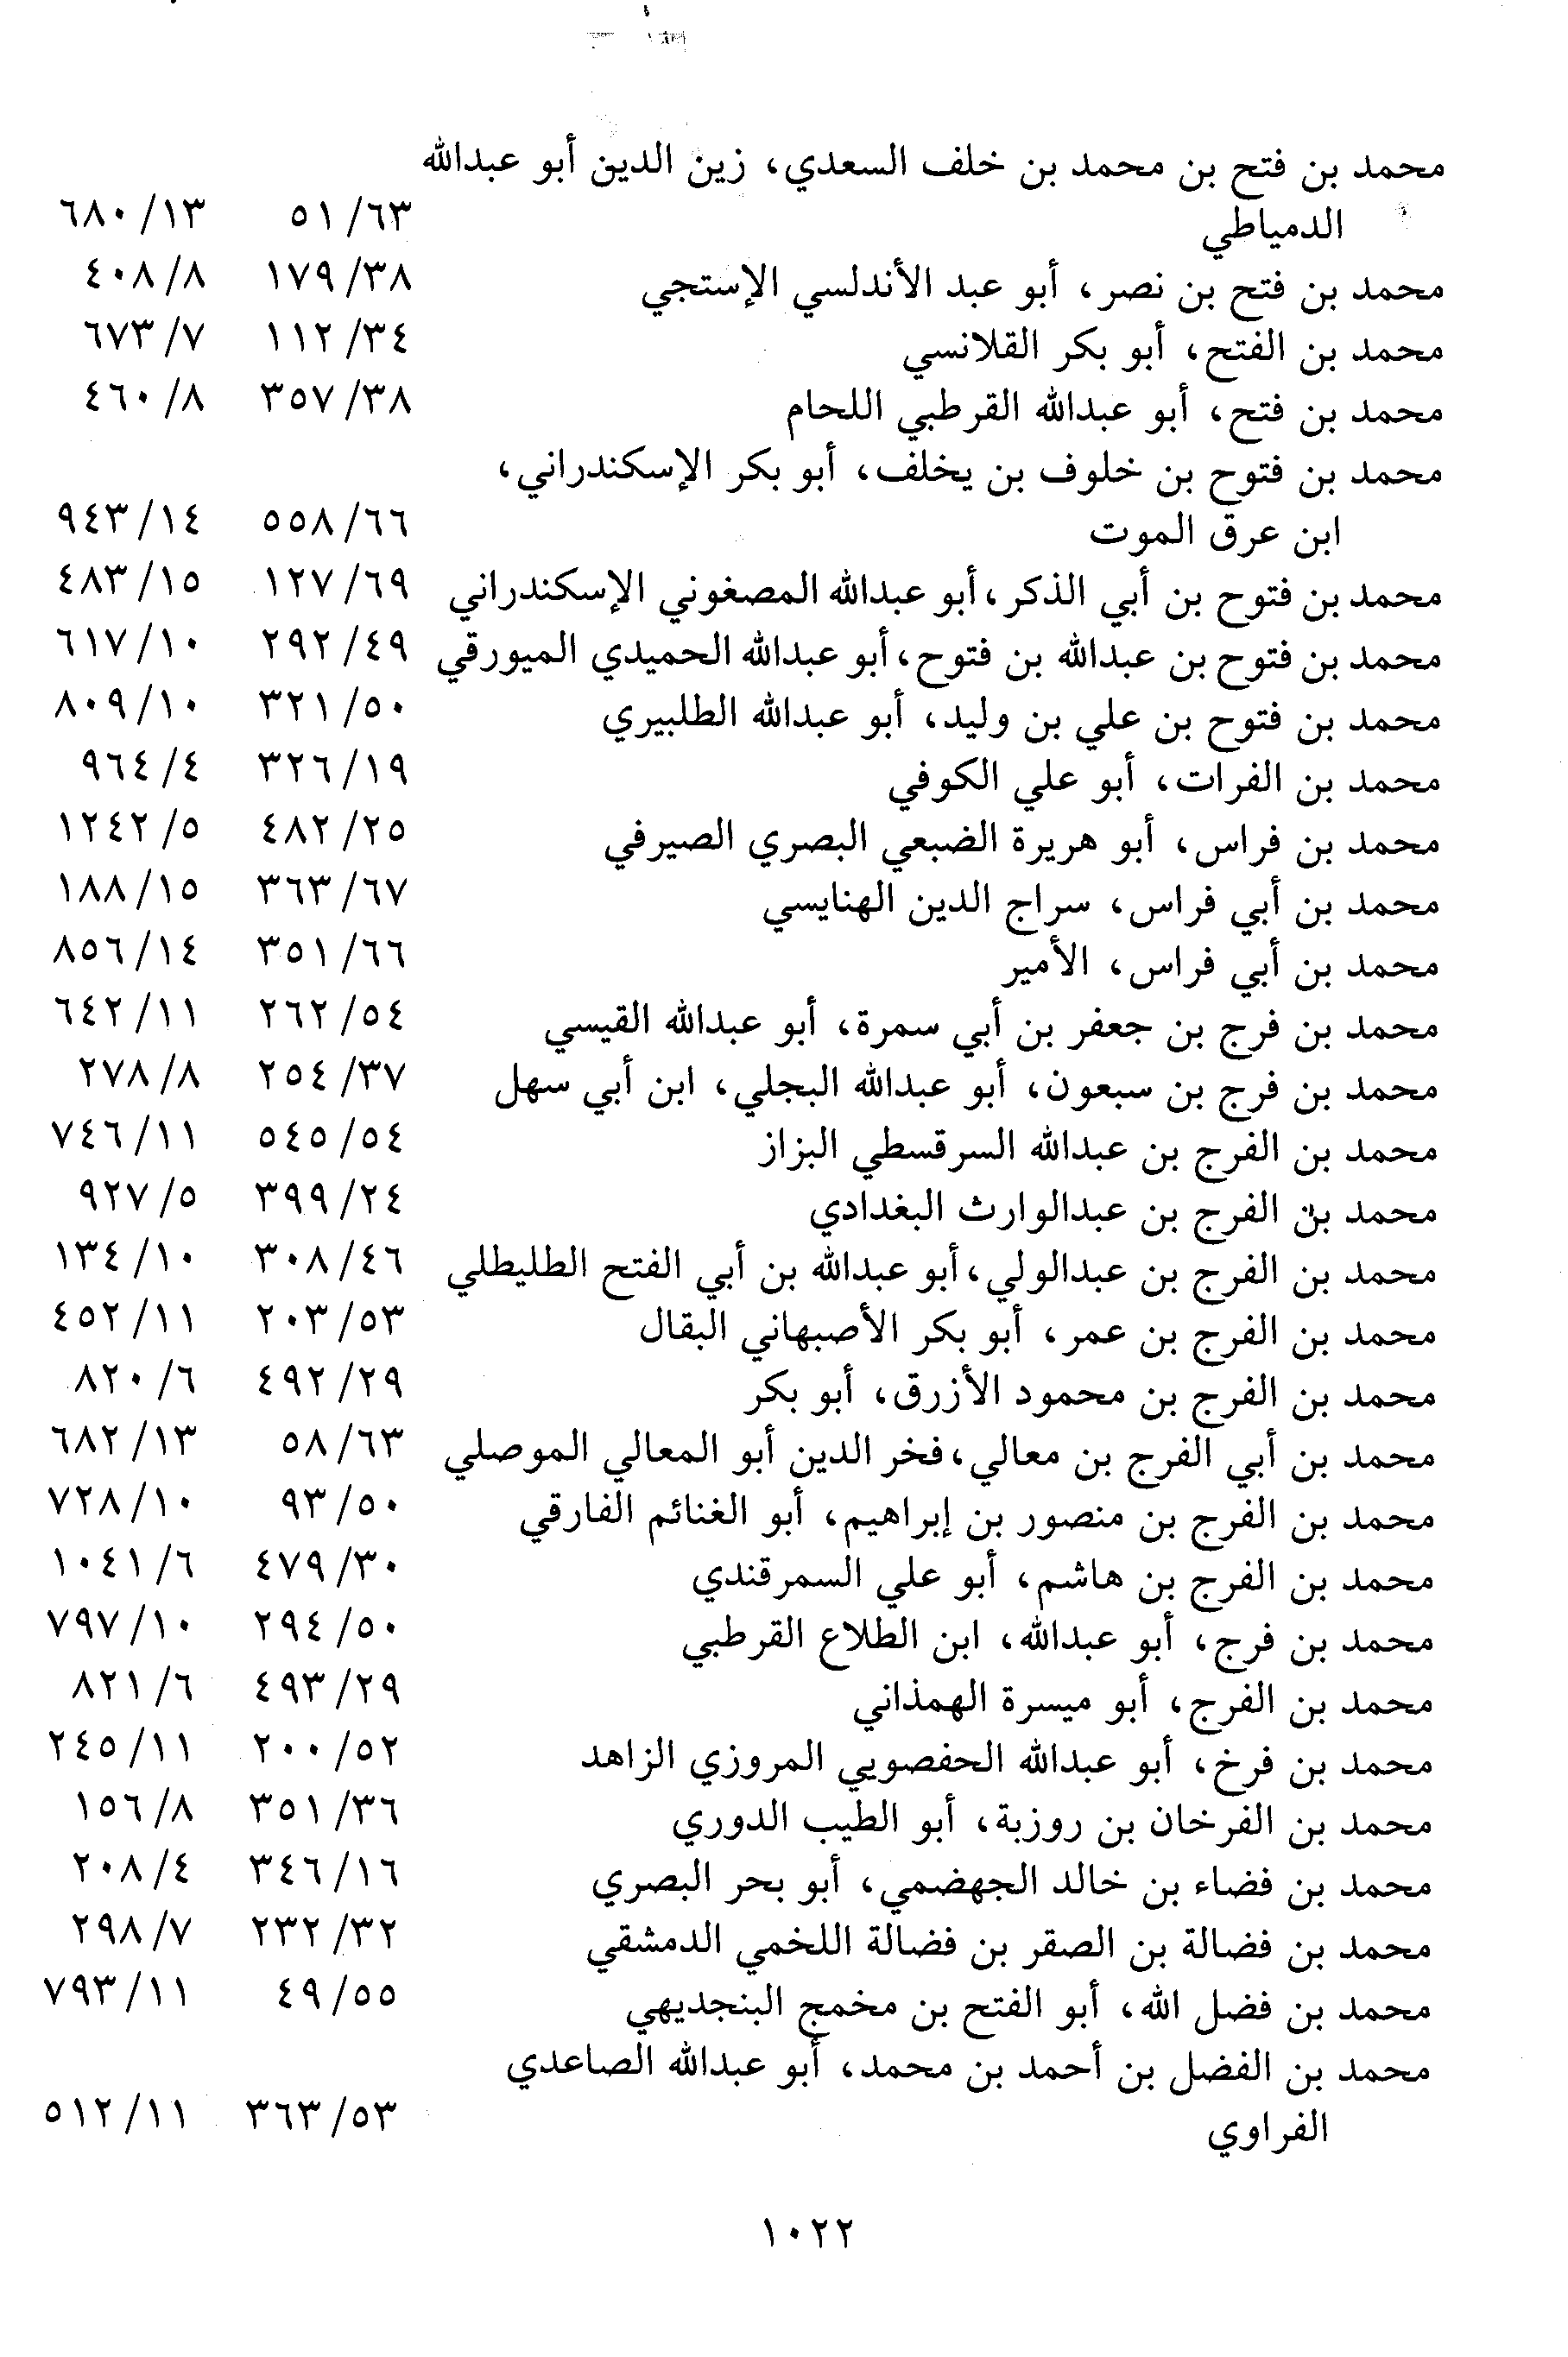 محمد بن فتح بن محمد بن خلف السعدي، زين الدين أبو عبدالله
الدمياطي ٥١/٦٣ ٦٨٠/١٣
محمد بن فتح بن نصر، أبو عبد الأندلسي الإستجي ١٧٩/٣٨ ٤٠٨/٨
محمد بن الفتح، أبو بكر القلانسي ١١٢/٣٤ ٦٧٣/٧
محمد بن فتح، أبو عبدالله القرطبي اللحام ٣٥٧/٣٨ ٤٦٠/٨
محمد بن فتوح بن خلوف بن يخلف، أبو بكر الإسكندراني،
ابن عرق الموت ٥٥٨/٦٦ ٩٤٣/١٤
محمد بن فتوح بن أبي الذكر، أبو عبدالله المصغوني الإسكندراني ١٢٧/٦٩ ٤٨٣/١٥
محمد بن فتوح بن عبدالله بن فتوح، أبو عبدالله الحميدي الميورقي ٢٩٢/٤٩ ٦١٧/١٠
محمد بن فتوح بن علي بن وليد، أبو عبدالله الطلبيري ٣٢١/٥٠ ٨٠٩/١٠
محمد بن الفرات، أبو علي الكوفي ٣٢٦/١٩ ٩٦٤/٤
محمد بن فراس، أبو هريرة الضبعي البصري الصيرفي ٤٨٢/٢٥ ١٢٤٢/٥
محمد بن أبي فراس، سراج الدين الهنايسي ٣٦٣/٦٧ ١٨٨/١٥
محمد بن أبي فراس، الأمير ٣٥١/٦٦ ٨٥٦/١٤
محمد بن فرج بن جعفر بن أبي سمرة، أبو عبدالله القيسي ٢٦٢/٥٤ ٦٤٢/١١
محمد بن فرج بن سبعون، أبو عبدالله البجلي، ابن أبي سهل ٢٥٤/٣٧ ٢٧٨/٨
محمد بن الفرج بن عبدالله السرقسطي البزاز ٥٤٥/٥٤ ٧٤٦/١١
محمد بن الفرج بن عبدالوارث البغدادي ٣٩٩/٢٤ ٩٢٧/٥
محمد بن الفرج بن عبدالولي، أبو عبدالله بن أبي الفتح الطليطلي ٣٠٨/٤٦ ١٣٤/١٠
محمد بن الفرج بن عمر، أبو بكر الأصبهاني البقال ٢٠٣/٥٣ ٤٥٢/١١
محمد بن الفرج بن محمود الأزرق، أبو بكر ٤٩٢/٢٩ ٨٢٠/٦
محمد بن أبي الفرج بن معالي، فخر الدين أبو المعالي الموصلي ٥٨/٦٣ ٦٨٢/١٣
محمد بن الفرج بن منصور بن إبراهيم، أبو الغنائم الفارقي ٩٣/٥٠ ٧٢٨/١٠
محمد بن الفرج بن هاشم، أبو علي السمرقندي ٤٧٩/٣٠ ١٠٤١/٦
محمد بن فرج، أبو عبدالله، ابن الطلاع القرطبي ٢٩٤/٥٠ ٧٩٧/١٠
محمد بن الفرج، أبو ميسرة الهمذاني ٤٩٣/٢٩ ٨٢١/٦
محمد بن فرخ، أبو عبدالله الحفصويي المروزي الزاهد ٢٠٠/٥٢ ٢٤٥/١١
محمد بن الفرخان بن روزبة، أبو الطيب الدوري ٣٥١/٣٦ ١٥٦/٨
محمد بن فضاء بن خالد الجهضمي، أبو بحر البصري ٣٤٦/١٦ ٢٠٨/٤
محمد بن فضالة بن الصقر بن فضالة اللخمي الدمشقي ٢٣٢/٣٢ ٢٩٨/٧
محمد بن فضل الله، أبو الفتح بن مخمج البنجديهي ٤٩/٥٥ ٧٩٣/١١
محمد بن الفضل بن أحمد بن محمد، أبو عبدالله الصاعدي
الفراوي ٣٦٣/٥٣ ٥١٢/١١
١٠٢٢